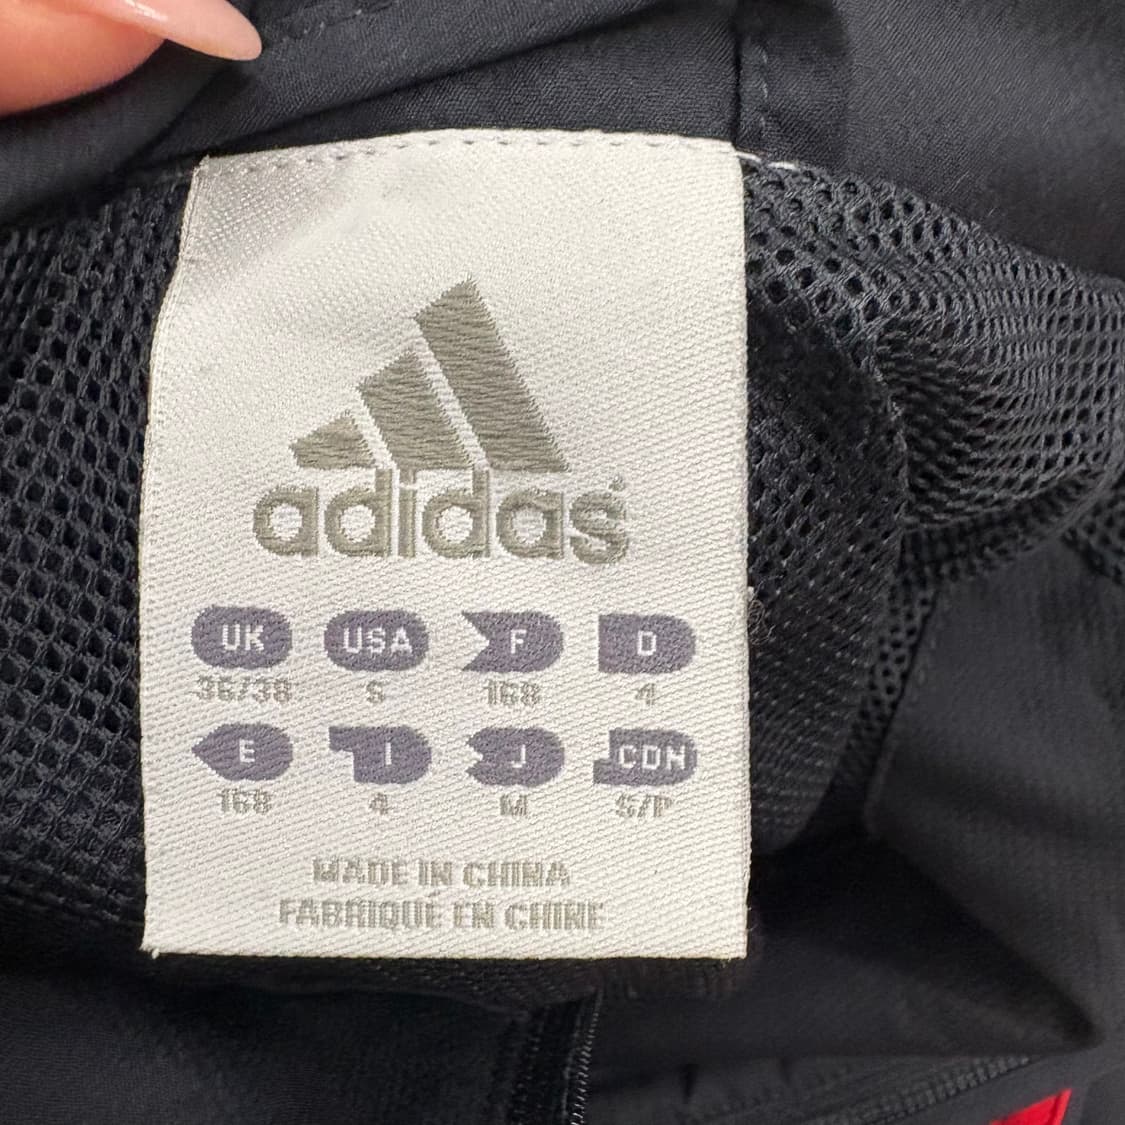 adidas
UK USA F D
36/38 S 168 4
E I J CDN
168 4 M S/P
MADE IN CHINA
FABRIQUÉ EN CHINE